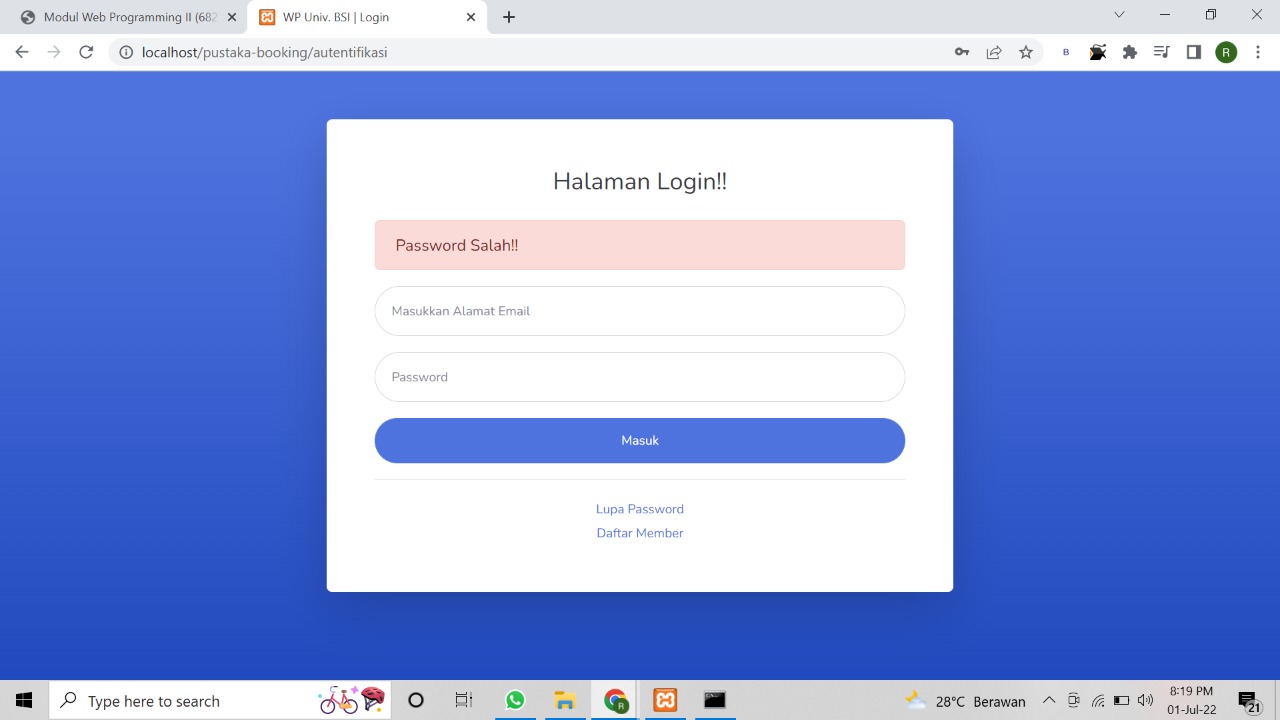 Modul Web Programming II (682
WP Univ. BSI | Login
localhost/pustaka-booking/autentifikasi
B
R
Halaman Login!!
Password Salah!!
Masukkan Alamat Email
Password
Masuk
Lupa Password
Daftar Member
Type here to search
R
28°C Berawan
8:19 PM
01-Jul-22
21